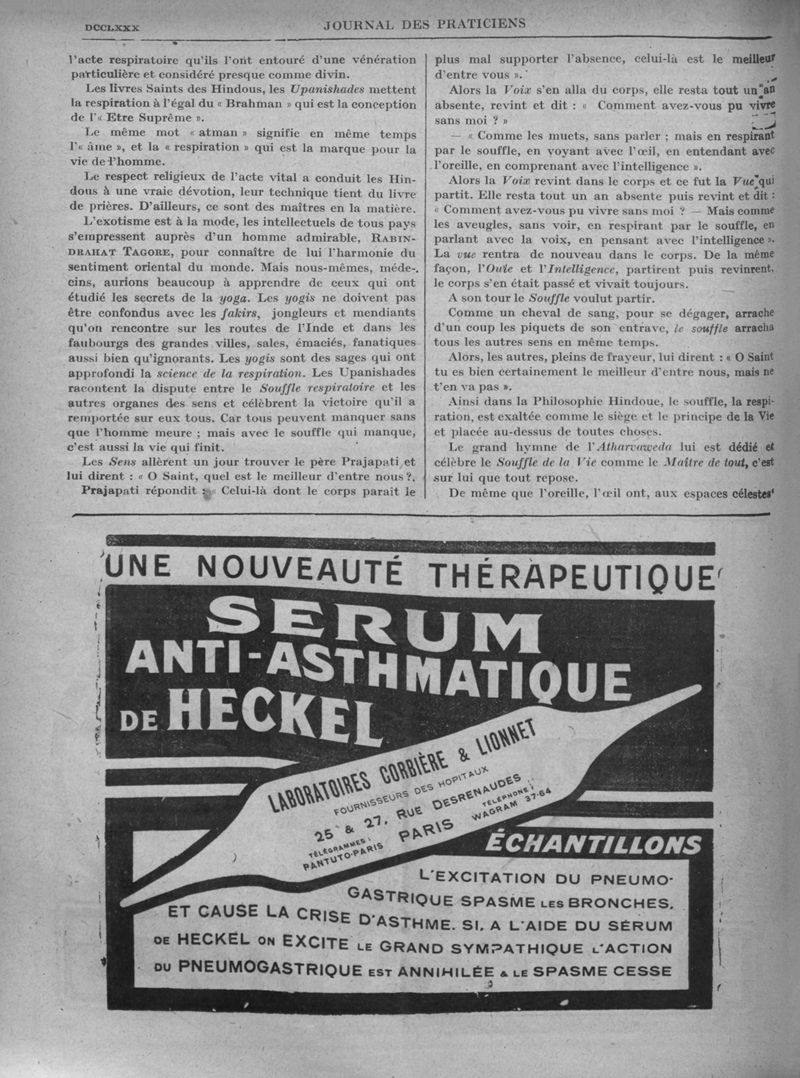 DCCLXXX
JOURNAL DES PRATICIENS
l'acte respiratoire qu'ils l'ont entouré d'une vénération
particulière et considéré presque comme divin.
Les livres Saints des Hindous, les Upanishades mettent
la respiration à l'égal du « Brahman » qui est la conception
de l'« Etre Suprême ».
Le même mot « atman » signifie en même temps
l'« âme », et la « respiration » qui est la marque pour la
vie de l'homme.
Le respect religieux de l'acte vital a conduit les Hin-
dous à une vraie dévotion, leur technique tient du livre
de prières. D'ailleurs, ce sont des maîtres en la matière.
L'exotisme est à la mode, les intellectuels de tous pays
s'empressent auprès d'un homme admirable, RABIN-
DRAHAT TAGORE, pour connaître de lui l'harmonie du
sentiment oriental du monde. Mais nous-mêmes, méde-
cins, aurions beaucoup à apprendre de ceux qui ont
étudié les secrets de la yoga. Les yogis ne doivent pas
être confondus avec les fakirs, jongleurs et mendiants
qu'on rencontre sur les routes de l'Inde et dans les
faubourgs des grandes villes, sales, émaciés, fanatiques
aussi bien qu'ignorants. Les yogis sont des sages qui ont
approfondi la science de la respiration. Les Upanishades
racontent la dispute entre le Souffle respiratoire et les
autres organes des sens et célèbrent la victoire qu'il a
remportée sur eux tous. Car tous peuvent manquer sans
que l'homme meure ; mais avec le souffle qui manque,
c'est aussi la vie qui finit.
Les Sens allèrent un jour trouver le père Prajapati et
lui dirent : « O Saint, quel est le meilleur d'entre nous ?.
Prajapati répondit : « Celui-là dont le corps parait le
plus mal supporter l'absence, celui-là est le meilleur
d'entre vous ».
Alors la Voix s'en alla du corps, elle resta tout un an
absente, revint et dit : « Comment avez-vous pu vivre
sans moi ? »
— « Comme les muets, sans parler ; mais en respirant
par le souffle, en voyant avec l'œil, en entendant avec
l'oreille, en comprenant avec l'intelligence ».
Alors la Voix revint dans le corps et ce fut la Vue qui
partit. Elle resta tout un an absente puis revint et dit :
« Comment avez-vous pu vivre sans moi ? — Mais comme
les aveugles, sans voir, en respirant par le souffle, en
parlant avec la voix, en pensant avec l'intelligence ».
La vue rentra de nouveau dans le corps. De la même
façon, l'Ouïe et l'Intelligence, partirent puis revinrent,
le corps s'en était passé et vivait toujours.
A son tour le Souffle voulut partir.
Comme un cheval de sang, pour se dégager, arrache
d'un coup les piquets de son entrave, le souffle arracha
tous les autres sens en même temps.
Alors, les autres, pleins de frayeur, lui dirent : « O Saint
tu es bien certainement le meilleur d'entre nous, mais ne
t'en va pas ».
Ainsi dans la Philosophie Hindoue, le souffle, la respi-
ration, est exaltée comme le siège et le principe de la Vie
et placée au-dessus de toutes choses.
Le grand hymne de l'Atharvaweda lui est dédié et
célèbre le Souffle de la Vie comme le Maître de tout, c'est
sur lui que tout repose.
De même que l'oreille, l'œil ont, aux espaces célestes
UNE NOUVEAUTÉ THÉRAPEUTIQUE
SERUM
ANTI-ASTHMATIQUE
DE HECKEL
LABORATOIRES CORBIÈRE & LIONNET
FOURNISSEURS DES HOPITAUX
25 & 27, RUE DESRENAUDES
TÉLÉGRAMMES :
PANTUTO-PARIS
PARIS
TÉLÉPHONE :
WAGRAM 37-64
ÉCHANTILLONS
L'EXCITATION DU PNEUMO-
GASTRIQUE SPASME LES BRONCHES,
ET CAUSE LA CRISE D'ASTHME. SI, A L'AIDE DU SÉRUM
DE HECKEL ON EXCITE LE GRAND SYMPATHIQUE L'ACTION
DU PNEUMOGASTRIQUE EST ANNIHILÉE & LE SPASME CESSE